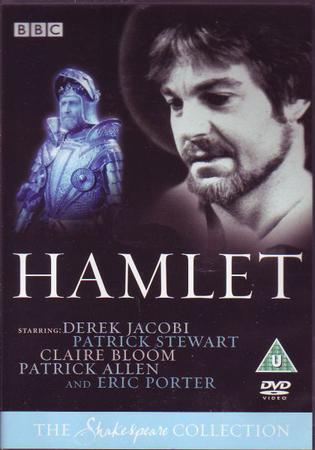 BBC
HAMLET
STARRING: DEREK JACOBI
PATRICK STEWART
CLAIRE BLOOM
PATRICK ALLEN
AND ERIC PORTER
U
DVD
VIDEO
THE Shakespeare COLLECTION